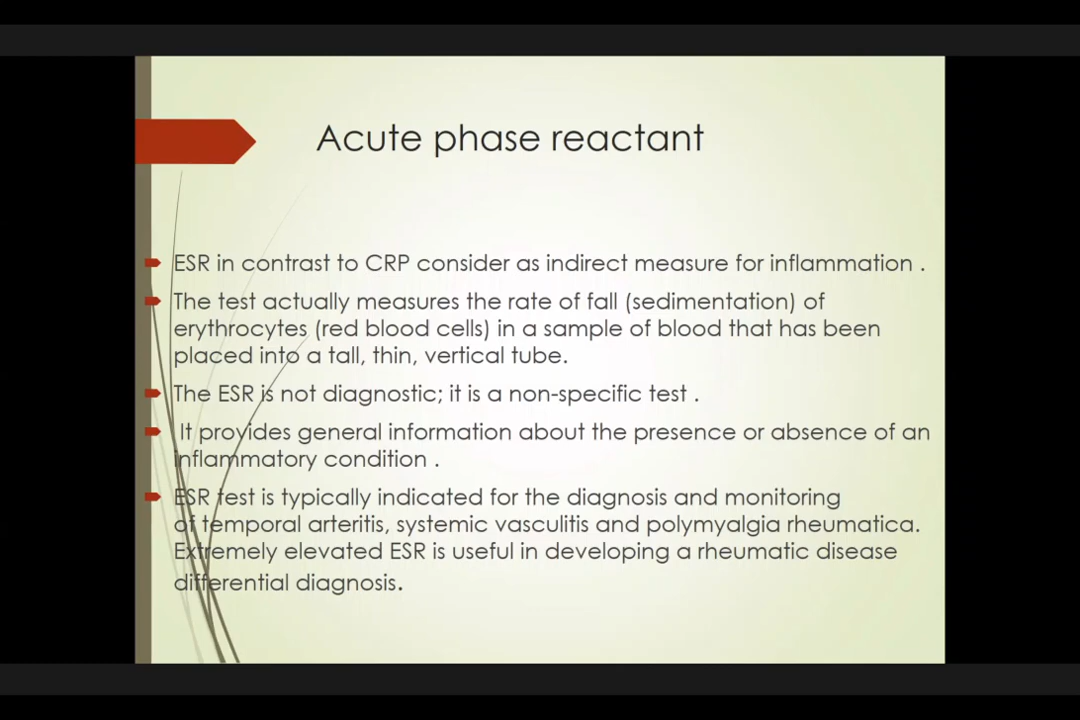 Acute phase reactant
ESR in contrast to CRP consider as indirect measure for inflammation .
The test actually measures the rate of fall (sedimentation) of
erythrocytes (red blood cells) in a sample of blood that has been
placed into a tall, thin, vertical tube.
The ESR is not diagnostic; it is a non-specific test .
It provides general information about the presence or absence of an
inflammatory condition .
ESR test is typically indicated for the diagnosis and monitoring
of temporal arteritis, systemic vasculitis and polymyalgia rheumatica.
Extremely elevated ESR is useful in developing a rheumatic disease
differential diagnosis.